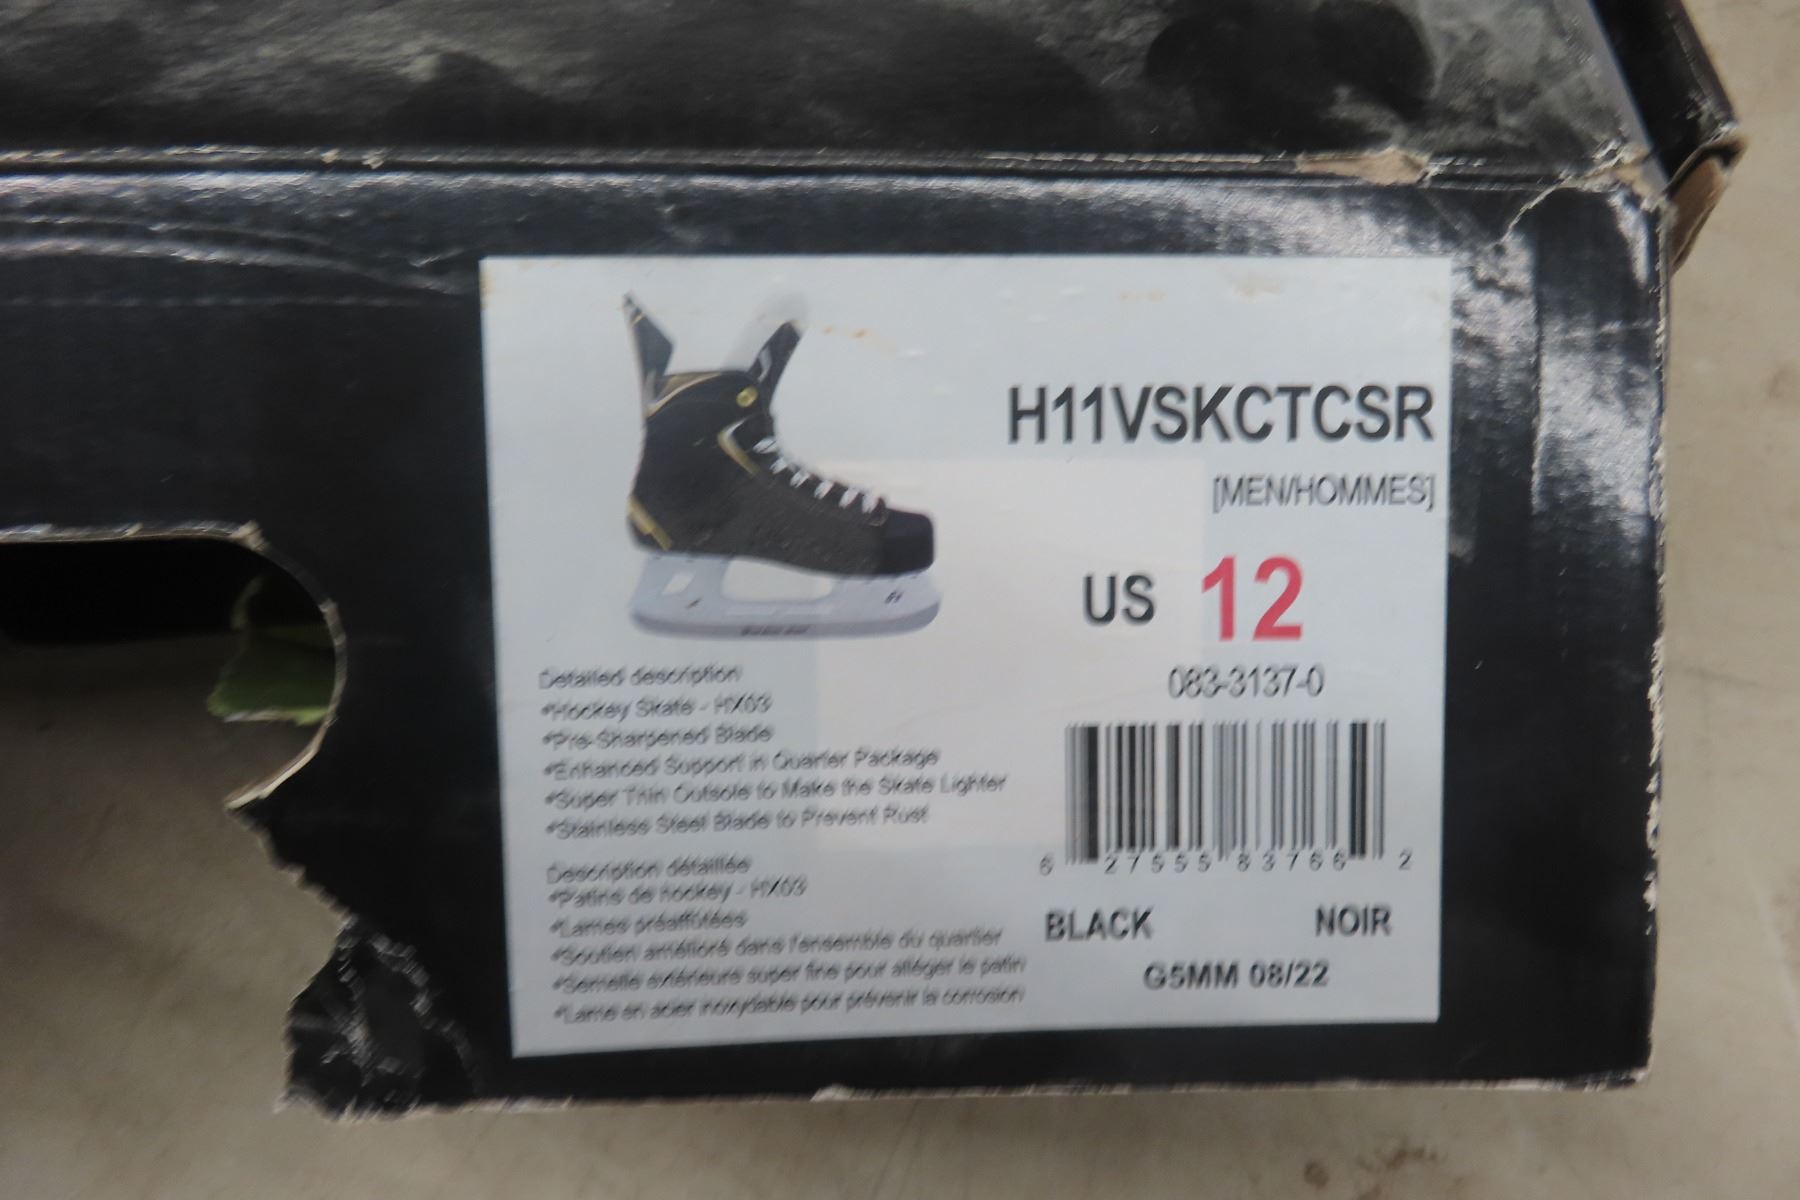 H11VSKCTCSR
[MEN/HOMMES]
US 12
083-3137-0
Detailed description
*Hockey Skate - HX03
*Pre-Sharpened Blade
*Enhanced Support in Quarter Package
*Super Thin Outsole to Make the Skate Lighter
*Stainless Steel Blade to Prevent Rust
Description détaillée
*Patins de hockey - HX03
*Lames préaffûtées
*Soutien amélioré dans l'ensemble du quartier
*Semelle extérieure super fine pour alléger le patin
*Lame en acier inoxydable pour prévenir la corrosion
6 27555 83766 2
BLACK NOIR
G5MM 08/22